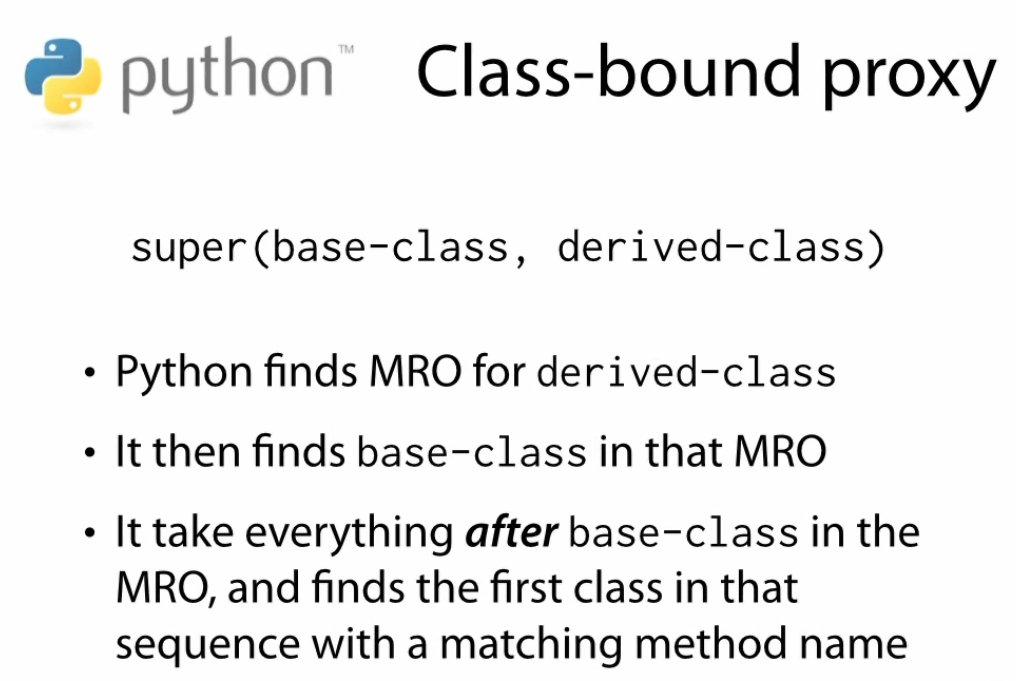 python™
Class-bound proxy
super(base-class, derived-class)
• Python finds MRO for derived-class
• It then finds base-class in that MRO
• It take everything after base-class in the
MRO, and finds the first class in that
sequence with a matching method name